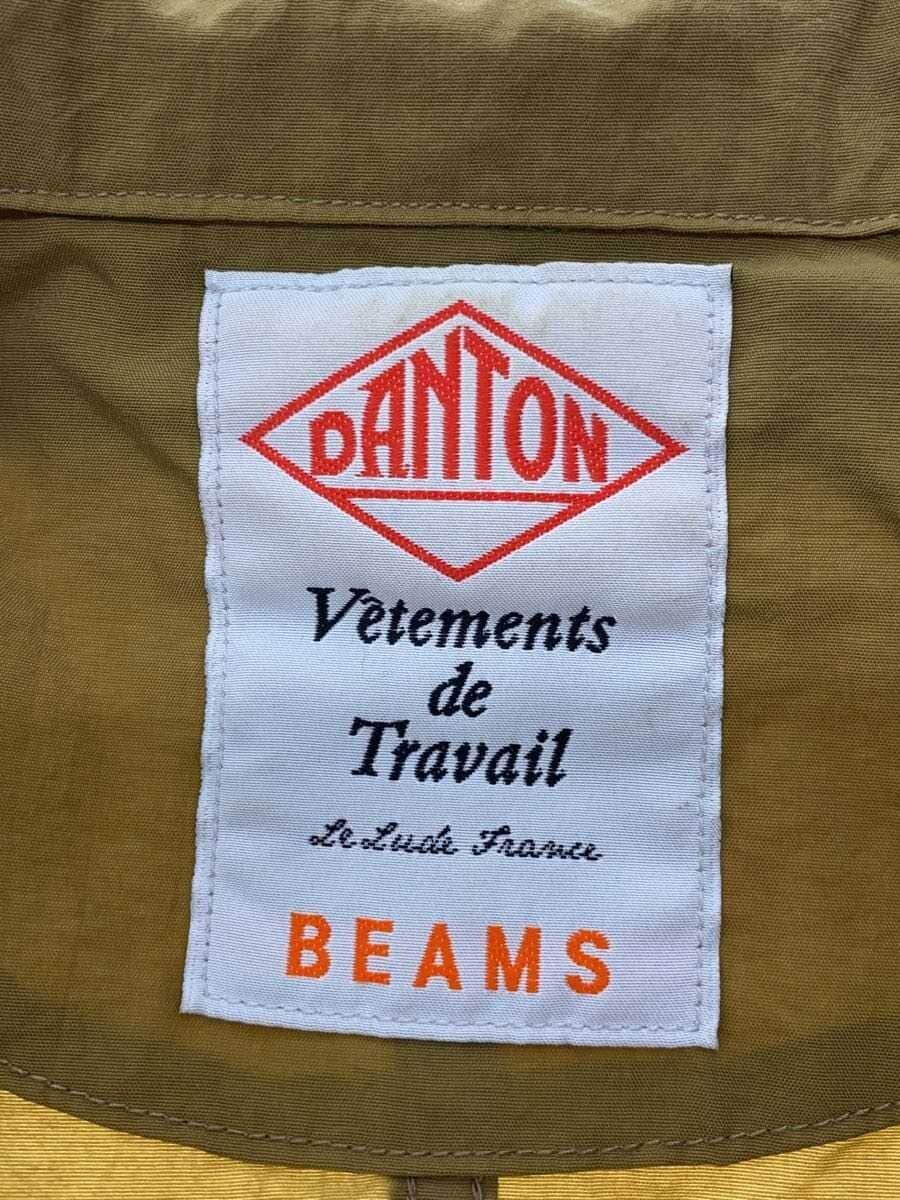 DANTON
Vêtements
de
Travail
Le Lude France
BEAMS